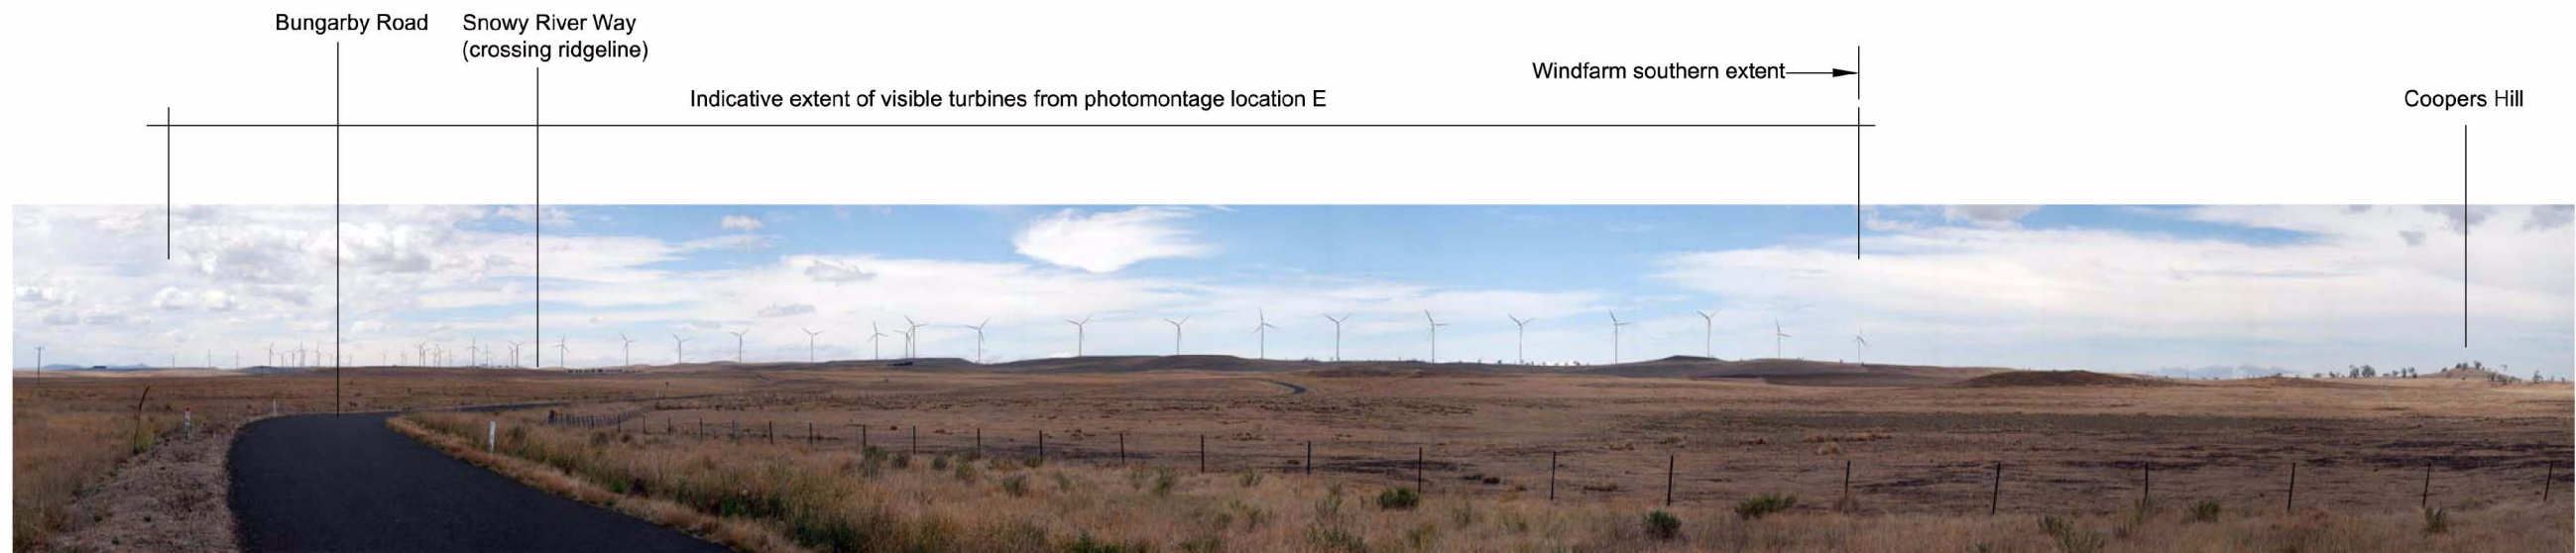 Bungarby Road
Snowy River Way
(crossing ridgeline)
Windfarm southern extent
Indicative extent of visible turbines from photomontage location E
Coopers Hill